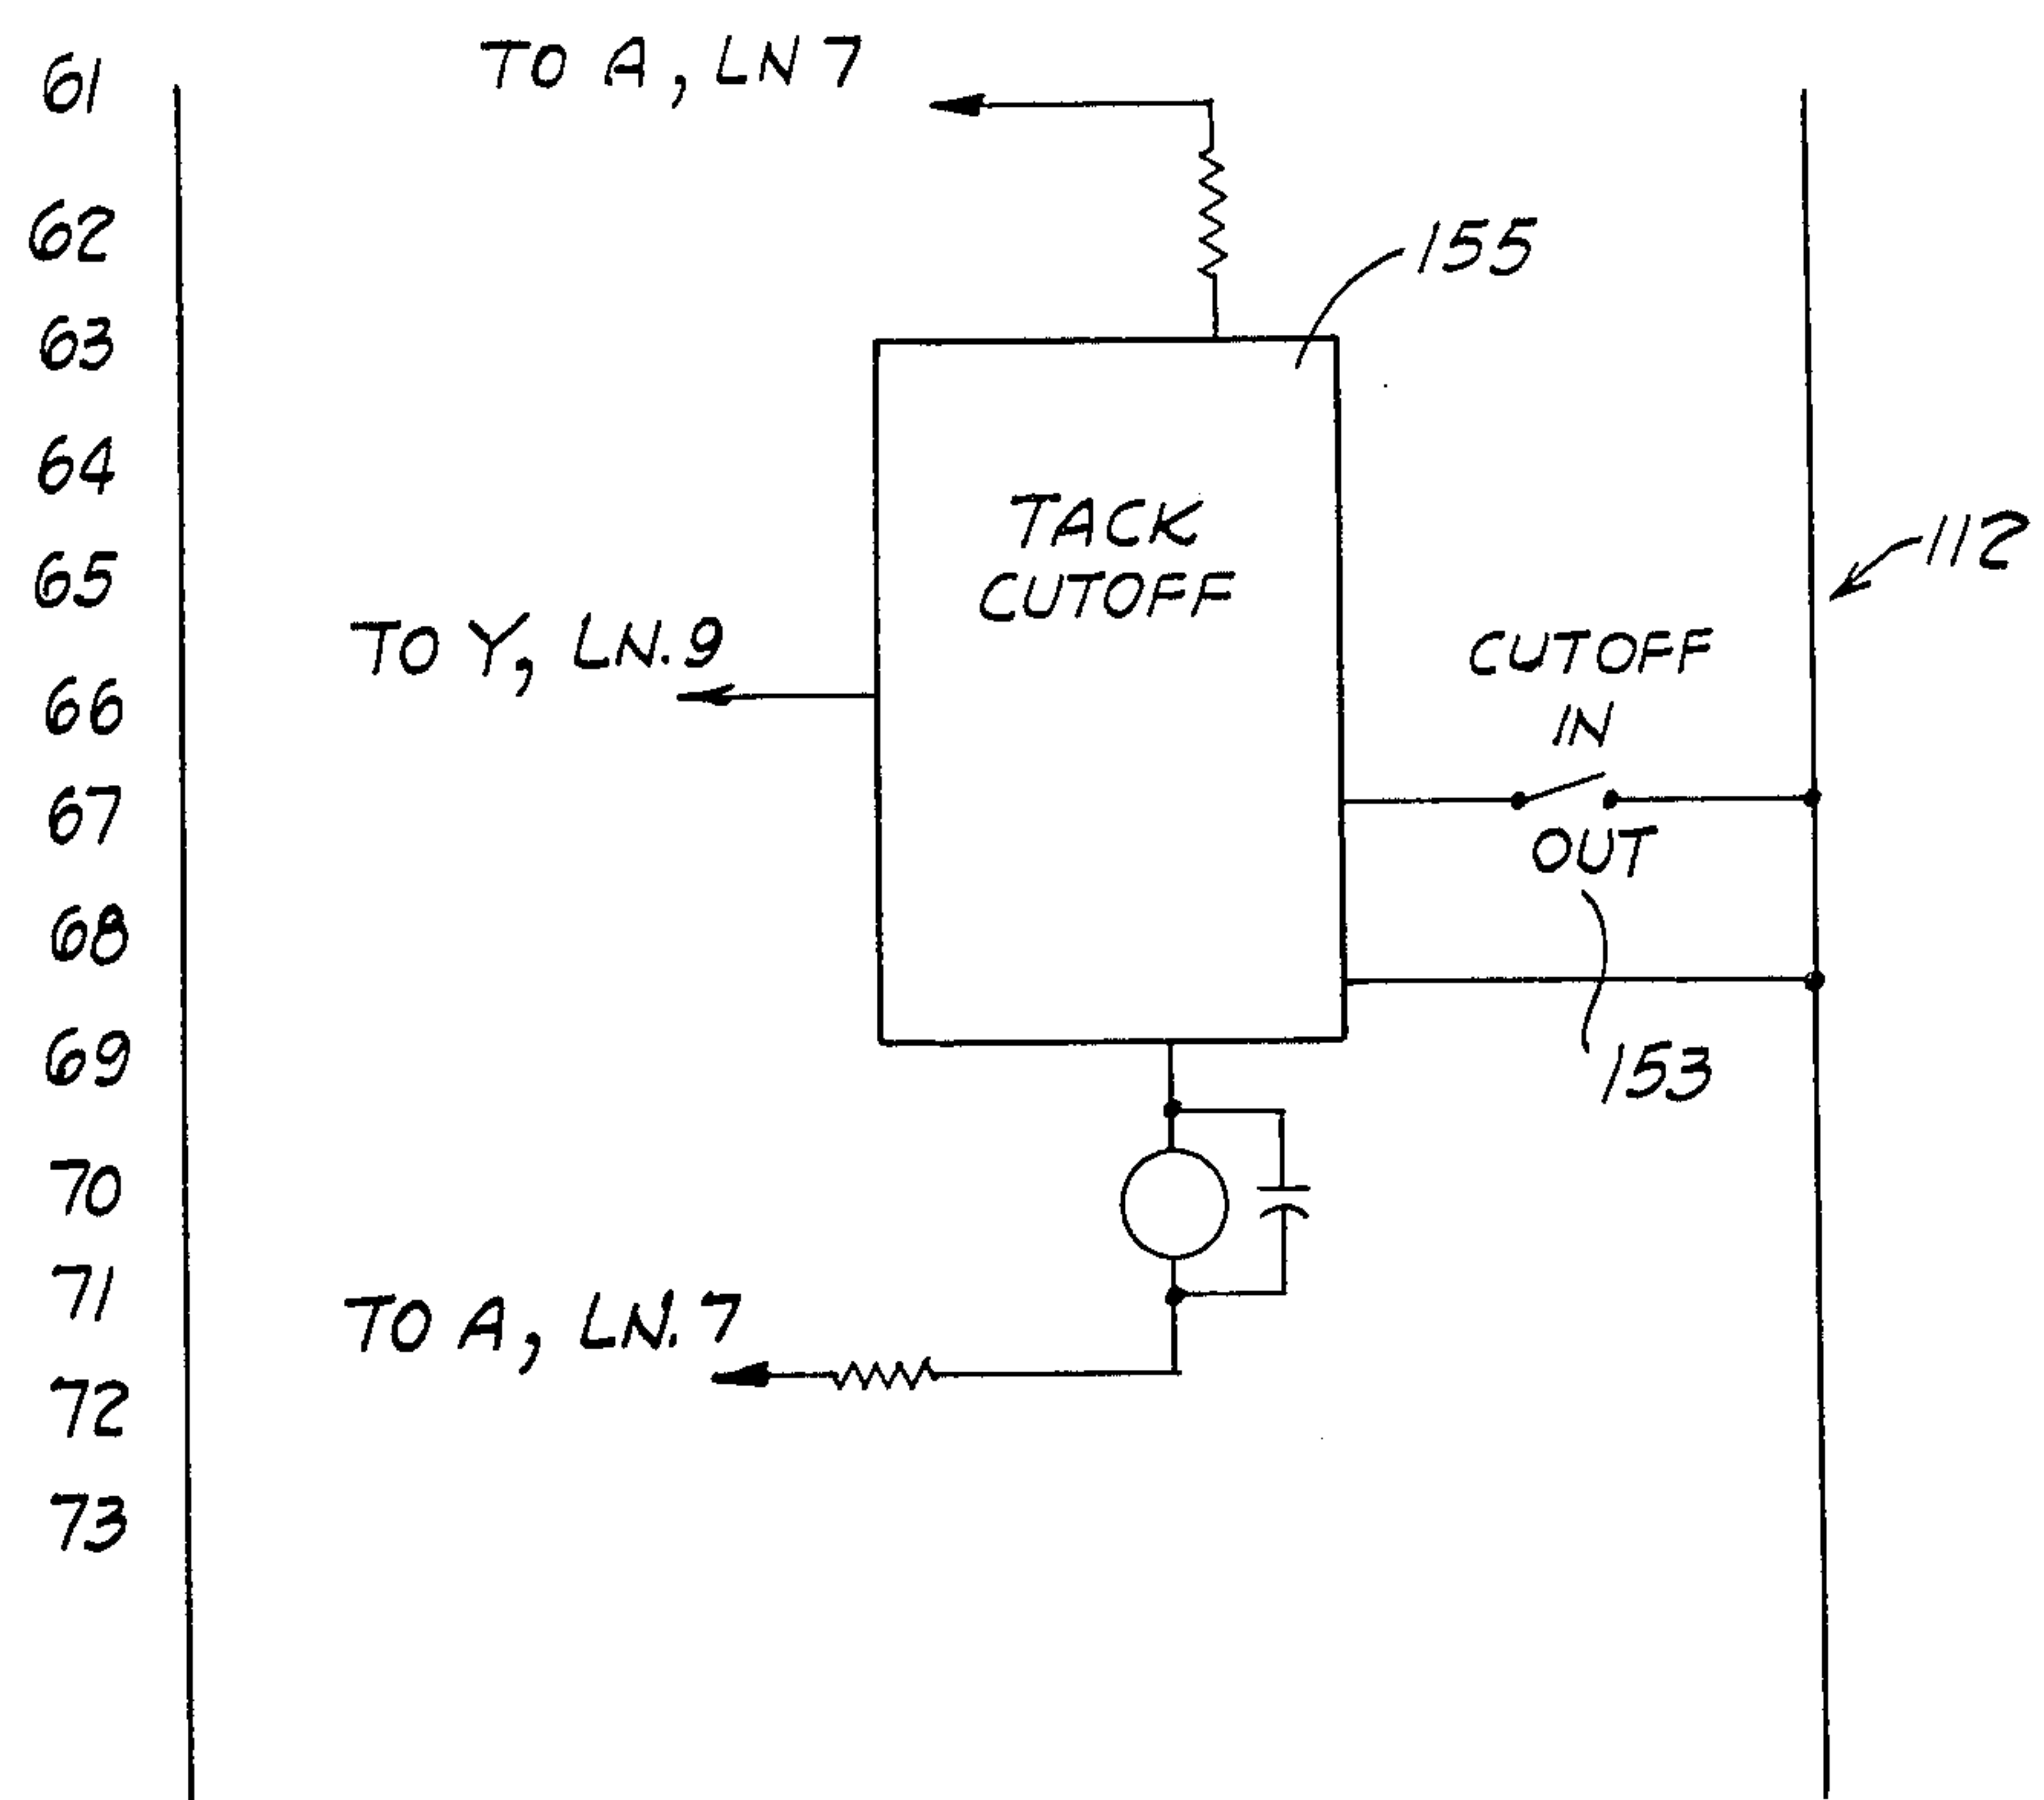 61
TO A, LN 7
62
155
63
64
TACK
CUTOFF
65
112
TO Y, LN. 9
CUTOFF
IN
66
67
OUT
68
69
153
70
71
TO A, LN. 7
72
73